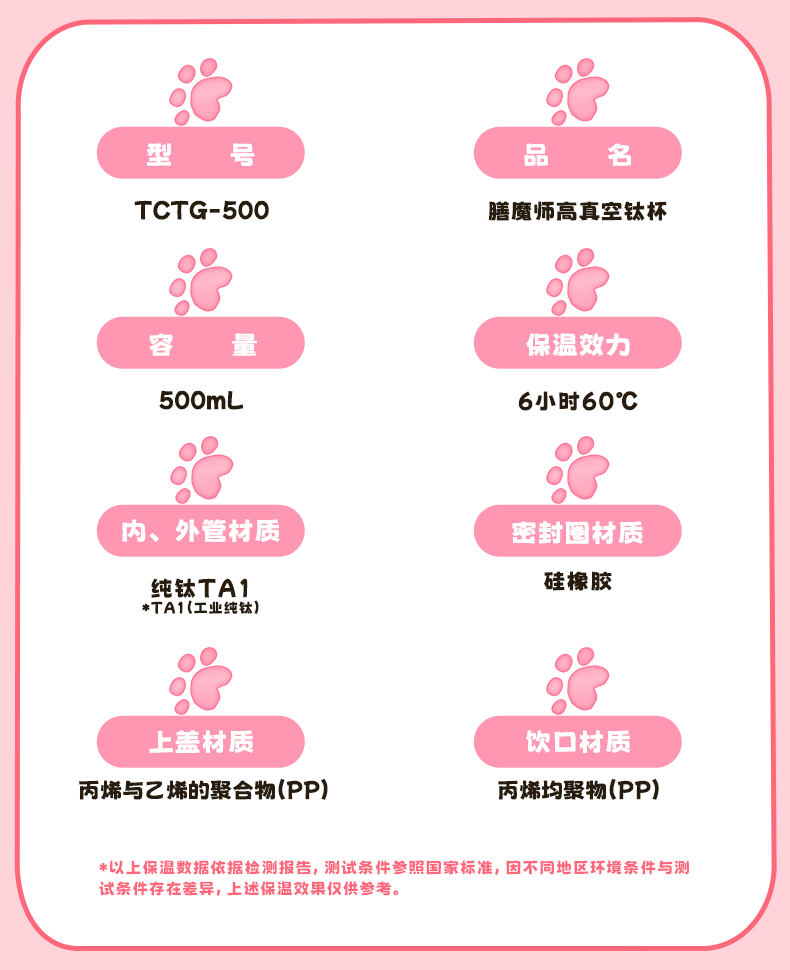 型 号
品 名
TCTG-500
膳魔师高真空钛杯
容 量
保温效力
500mL
6小时60℃
内、外管材质
密封圈材质
纯钛TA1
*TA1(工业纯钛)
硅橡胶
上盖材质
饮口材质
丙烯与乙烯的聚合物(PP)
丙烯均聚物(PP)
*以上保温数据依据检测报告, 测试条件参照国家标准, 因不同地区环境条件与测
试条件存在差异, 上述保温效果仅供参考。